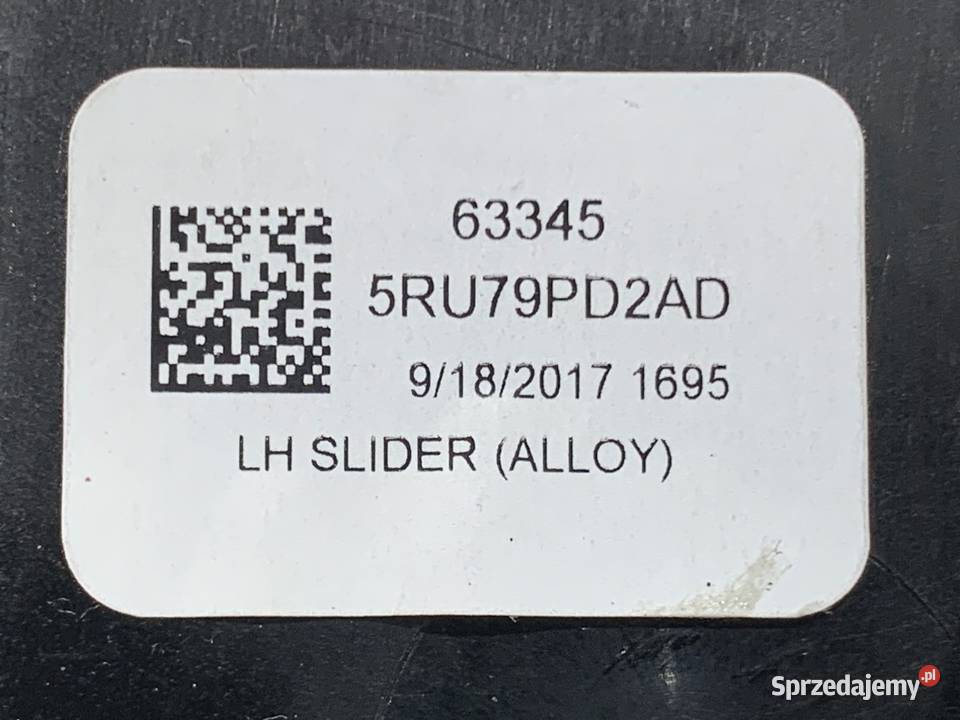 63345
5RU79PD2AD
9/18/2017 1695
LH SLIDER (ALLOY)
Sprzedajemy.pl